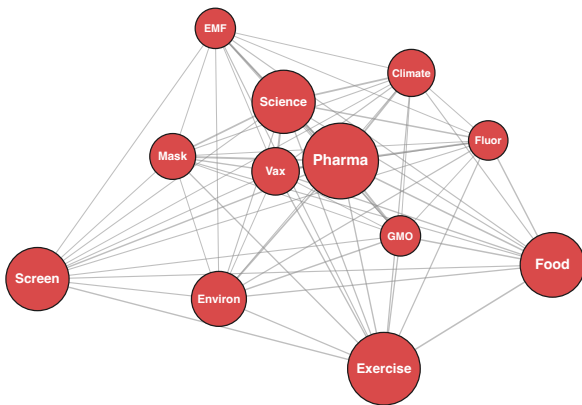 EMF
Climate
Science
Fluor
Mask
Vax
Pharma
GMO
Screen
Food
Environ
Exercise